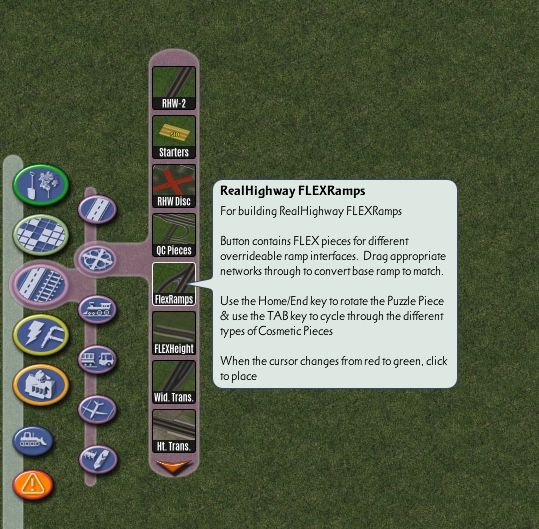 RHW-2
Starters
RHW Disc
QC Pieces
FlexRamps
FLEXHeight
Wid. Trans.
Ht. Trans.
RealHighway FLEXRamps
For building RealHighway FLEXRamps
Button contains FLEX pieces for different
overrideable ramp interfaces. Drag appropriate
networks through to convert base ramp to match.
Use the Home/End key to rotate the Puzzle Piece
& use the TAB key to cycle through the different
types of Cosmetic Pieces
When the cursor changes from red to green, click
to place